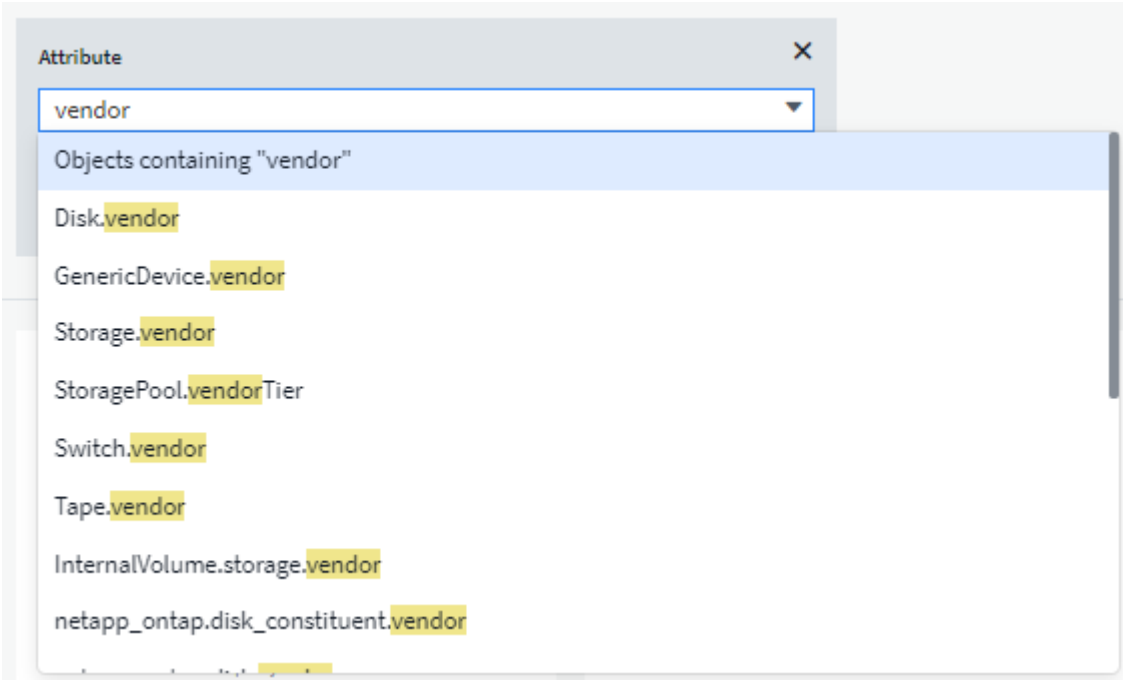 Attribute
vendor
Objects containing "vendor"
Disk.vendor
GenericDevice.vendor
Storage.vendor
StoragePool.vendorTier
Switch.vendor
Tape.vendor
InternalVolume.storage.vendor
netapp_ontap.disk_constituent.vendor